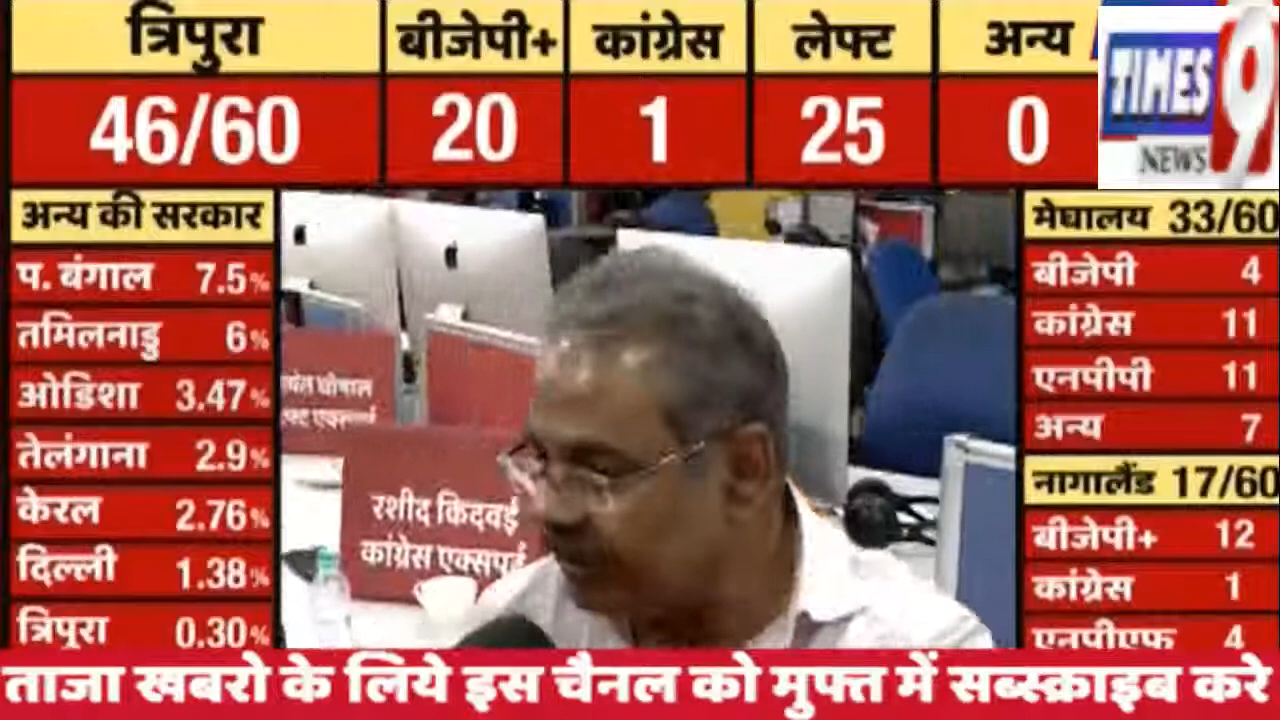 त्रिपुरा बीजेपी+ कांग्रेस लेफ्ट अन्य
46/60 20 1 25 0
TIMES 9
NEWS
अन्य की सरकार
प. बंगाल 7.5%
तमिलनाडु 6%
ओडिशा 3.47%
तेलंगाना 2.9%
केरल 2.76%
दिल्ली 1.38%
त्रिपुरा 0.30%
रशीद किदवई
कांग्रेस एक्सपर्ट
मेघालय 33/60
बीजेपी 4
कांग्रेस 11
एनपीपी 11
अन्य 7
नागालैंड 17/60
बीजेपी+ 12
कांग्रेस 1
एनपीएफ 4
ताजा खबरो के लिये इस चैनल को मुफ्त में सब्स्क्राइब करे